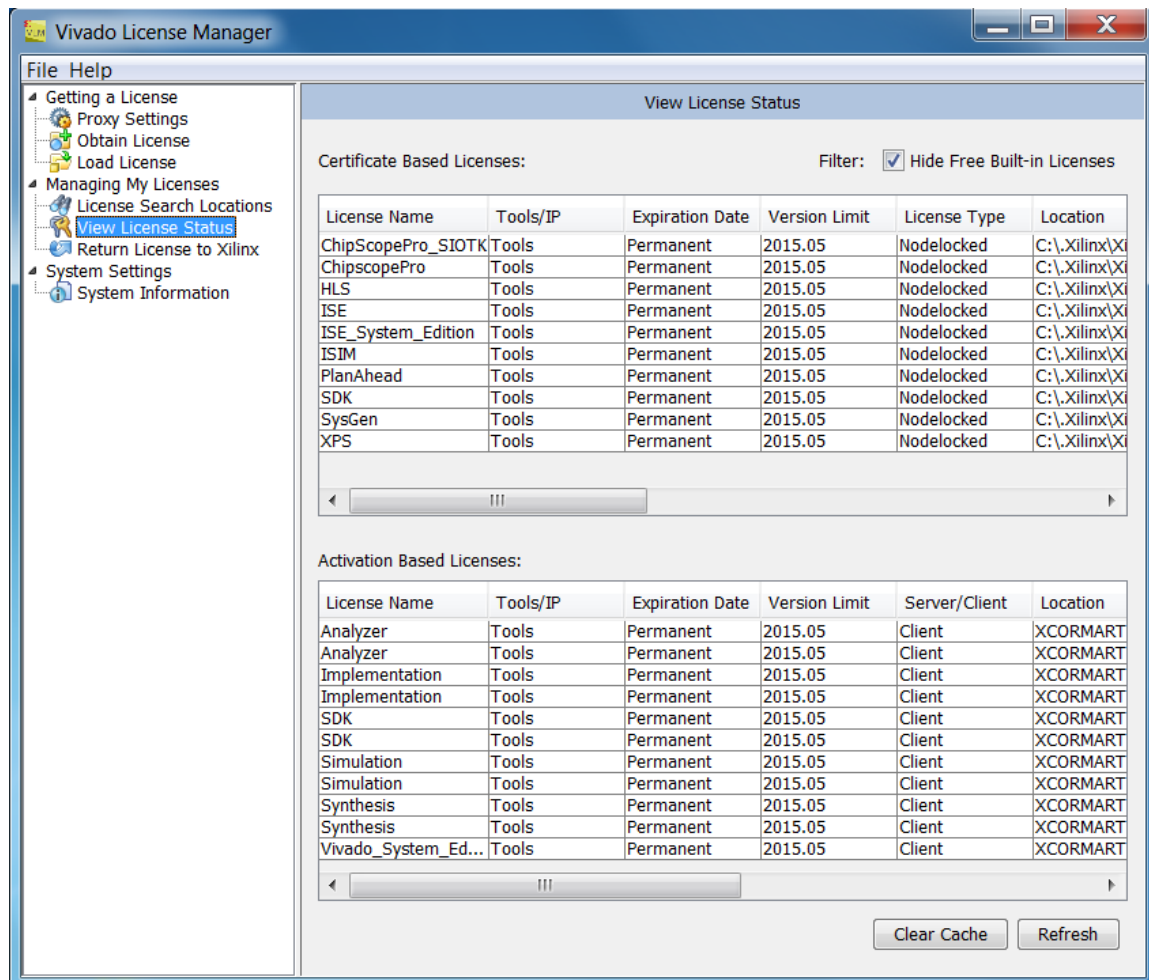 Vivado License Manager
File Help
Getting a License
Proxy Settings
Obtain License
Load License
Managing My Licenses
License Search Locations
View License Status
Return License to Xilinx
System Settings
System Information
View License Status
Certificate Based Licenses: Filter: Hide Free Built-in Licenses
License Name Tools/IP Expiration Date Version Limit License Type Location
ChipScopePro_SIOTK Tools Permanent 2015.05 Nodelocked C:\.Xilinx\Xi
ChipscopePro Tools Permanent 2015.05 Nodelocked C:\.Xilinx\Xi
HLS Tools Permanent 2015.05 Nodelocked C:\.Xilinx\Xi
ISE Tools Permanent 2015.05 Nodelocked C:\.Xilinx\Xi
ISE_System_Edition Tools Permanent 2015.05 Nodelocked C:\.Xilinx\Xi
ISIM Tools Permanent 2015.05 Nodelocked C:\.Xilinx\Xi
PlanAhead Tools Permanent 2015.05 Nodelocked C:\.Xilinx\Xi
SDK Tools Permanent 2015.05 Nodelocked C:\.Xilinx\Xi
SysGen Tools Permanent 2015.05 Nodelocked C:\.Xilinx\Xi
XPS Tools Permanent 2015.05 Nodelocked C:\.Xilinx\Xi
Activation Based Licenses:
License Name Tools/IP Expiration Date Version Limit Server/Client Location
Analyzer Tools Permanent 2015.05 Client XCORMART
Analyzer Tools Permanent 2015.05 Client XCORMART
Implementation Tools Permanent 2015.05 Client XCORMART
Implementation Tools Permanent 2015.05 Client XCORMART
SDK Tools Permanent 2015.05 Client XCORMART
SDK Tools Permanent 2015.05 Client XCORMART
Simulation Tools Permanent 2015.05 Client XCORMART
Simulation Tools Permanent 2015.05 Client XCORMART
Synthesis Tools Permanent 2015.05 Client XCORMART
Synthesis Tools Permanent 2015.05 Client XCORMART
Vivado_System_Ed... Tools Permanent 2015.05 Client XCORMART
Clear Cache Refresh